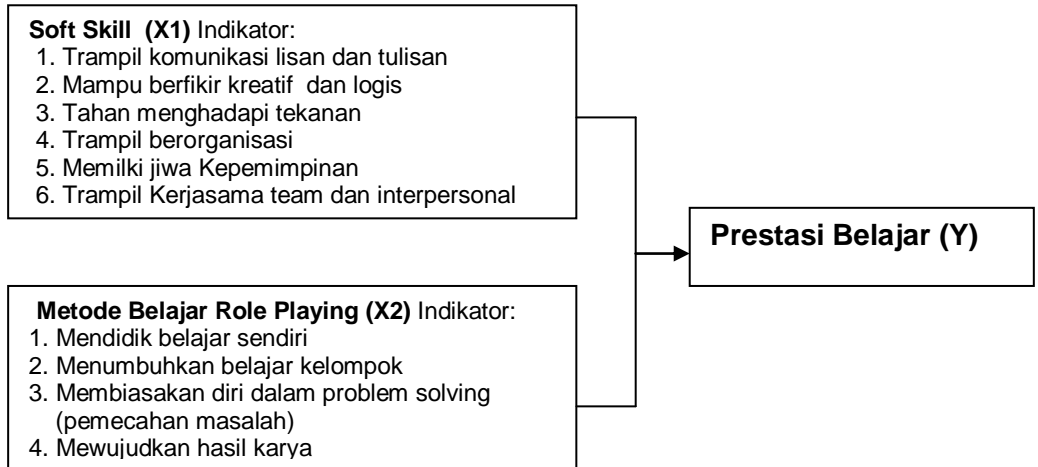 Soft Skill (X1) Indikator:
1. Trampil komunikasi lisan dan tulisan
2. Mampu berfikir kreatif dan logis
3. Tahan menghadapi tekanan
4. Trampil berorganisasi
5. Memilki jiwa Kepemimpinan
6. Trampil Kerjasama team dan interpersonal
Prestasi Belajar (Y)
Metode Belajar Role Playing (X2) Indikator:
1. Mendidik belajar sendiri
2. Menumbuhkan belajar kelompok
3. Membiasakan diri dalam problem solving
(pemecahan masalah)
4. Mewujudkan hasil karya